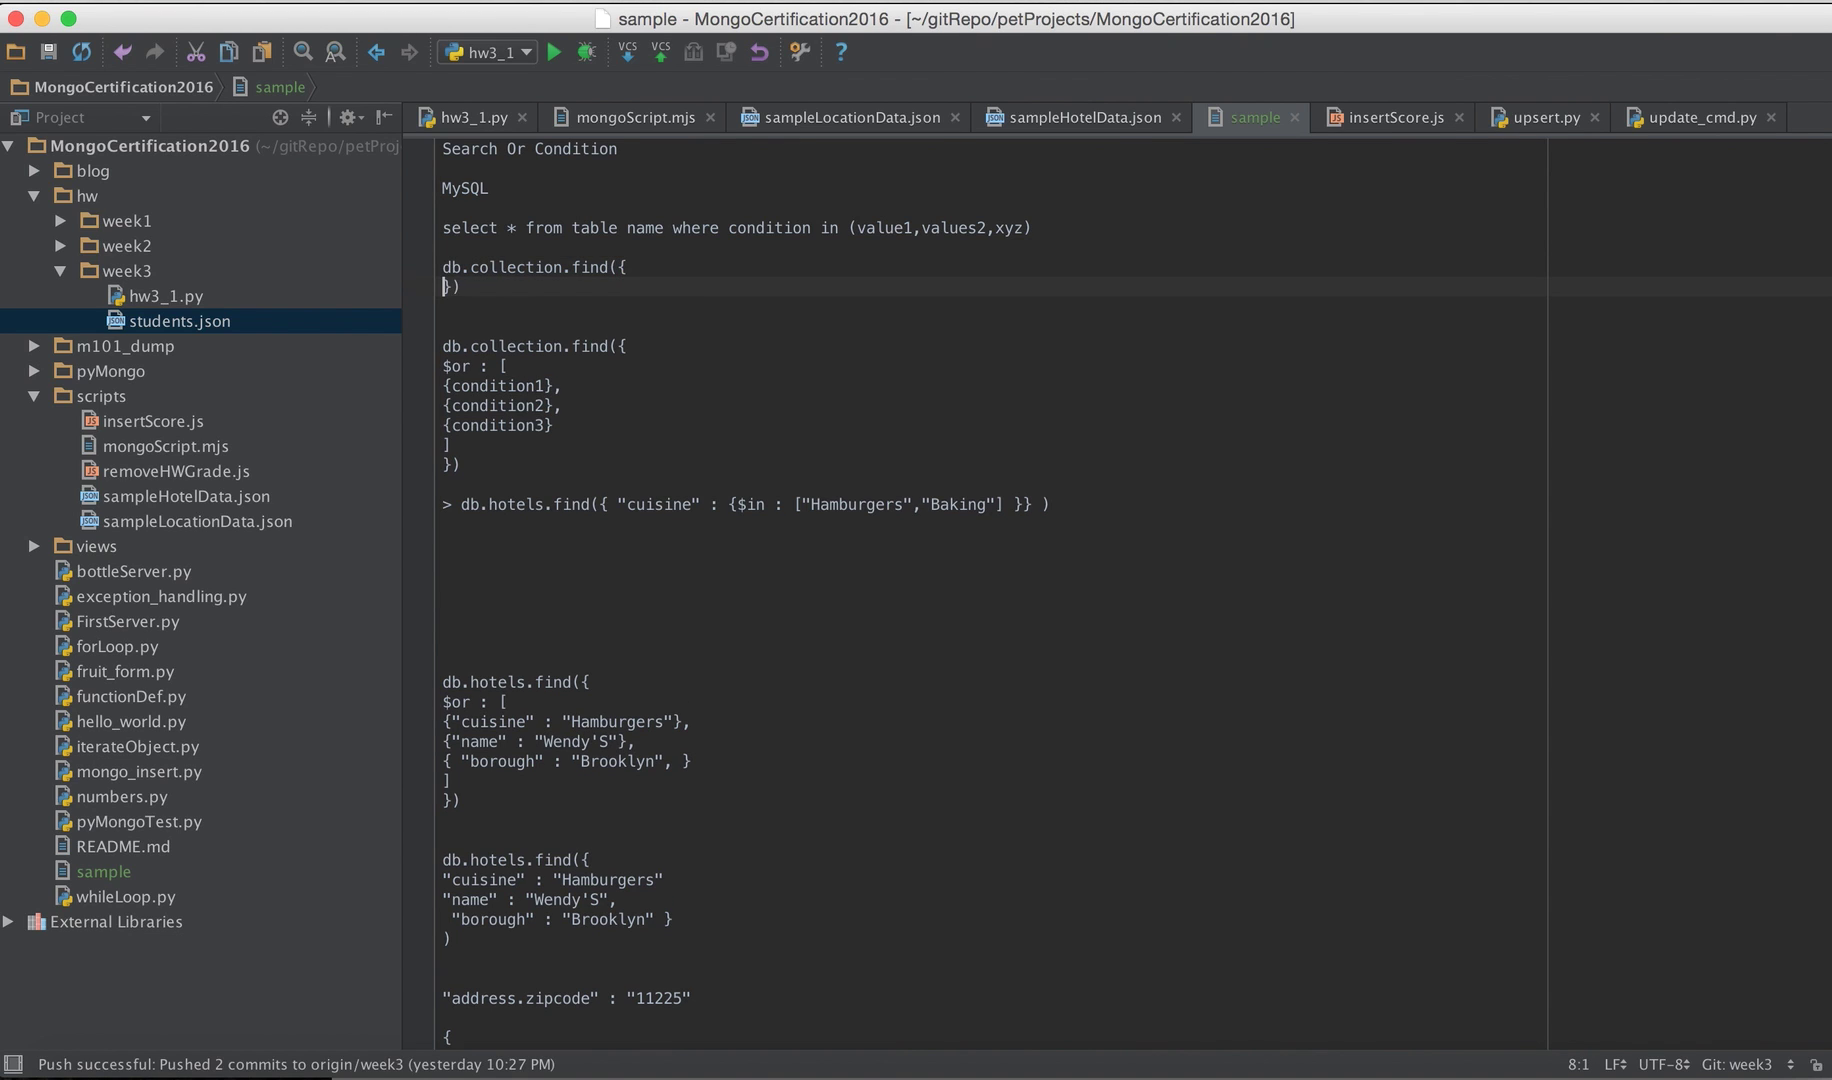 sample - MongoCertification2016 - [~/gitRepo/petProjects/MongoCertification2016]
hw3_1
VCS
VCS
?
MongoCertification2016
sample
Project
hw3_1.py
mongoScript.mjs
sampleLocationData.json
sampleHotelData.json
sample
insertScore.js
upsert.py
update_cmd.py
MongoCertification2016 (~/gitRepo/petProj
blog
hw
week1
week2
week3
hw3_1.py
students.json
m101_dump
pyMongo
scripts
insertScore.js
mongoScript.mjs
removeHWGrade.js
sampleHotelData.json
sampleLocationData.json
views
bottleServer.py
exception_handling.py
FirstServer.py
forLoop.py
fruit_form.py
functionDef.py
hello_world.py
iterateObject.py
mongo_insert.py
numbers.py
pyMongoTest.py
README.md
sample
whileLoop.py
External Libraries
Search Or Condition
MySQL
select * from table name where condition in (value1,values2,xyz)
db.collection.find({
})
db.collection.find({
$or : [
{condition1},
{condition2},
{condition3}
]
})
> db.hotels.find({ "cuisine" : {$in : ["Hamburgers","Baking"] }} )
db.hotels.find({
$or : [
{"cuisine" : "Hamburgers"},
{"name" : "Wendy'S"},
{ "borough" : "Brooklyn", }
]
})
db.hotels.find({
"cuisine" : "Hamburgers"
"name" : "Wendy'S",
"borough" : "Brooklyn" }
)
"address.zipcode" : "11225"
{
Push successful: Pushed 2 commits to origin/week3 (yesterday 10:27 PM)
8:1 LF UTF-8 Git: week3